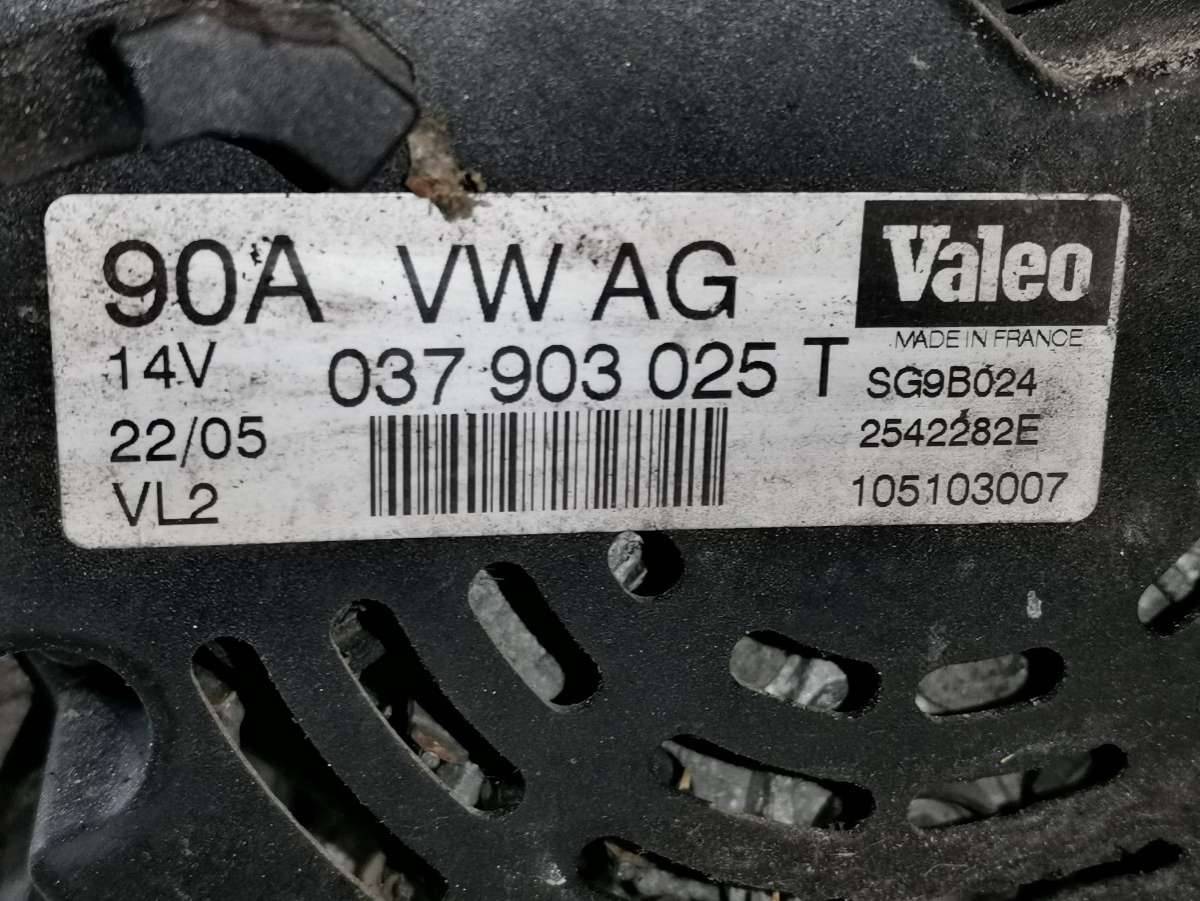 90A VW AG
Valeo
MADE IN FRANCE
14V
037 903 025 T
SG9B024
22/05
2542282E
VL2
105103007